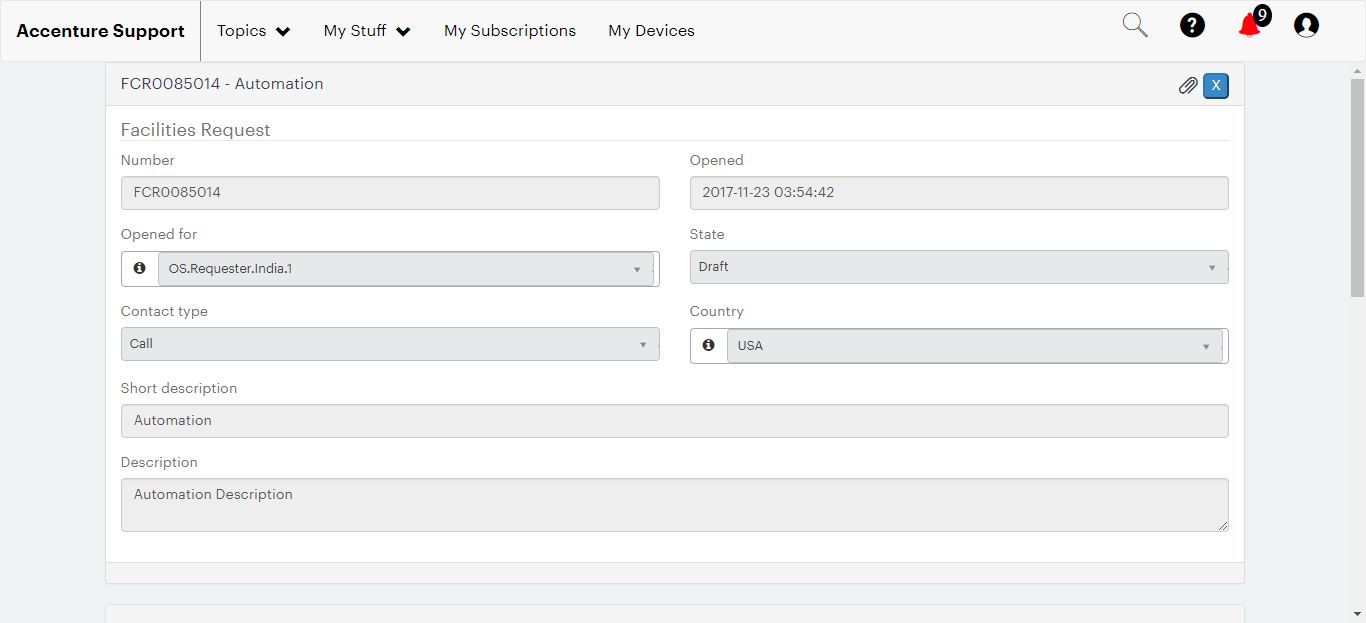 Accenture Support Topics My Stuff My Subscriptions My Devices 9
FCR0085014 - Automation X
Facilities Request
Number Opened
FCR0085014 2017-11-23 03:54:42
Opened for State
OS.Requester.India.1 Draft
Contact type Country
Call USA
Short description
Automation
Description
Automation Description